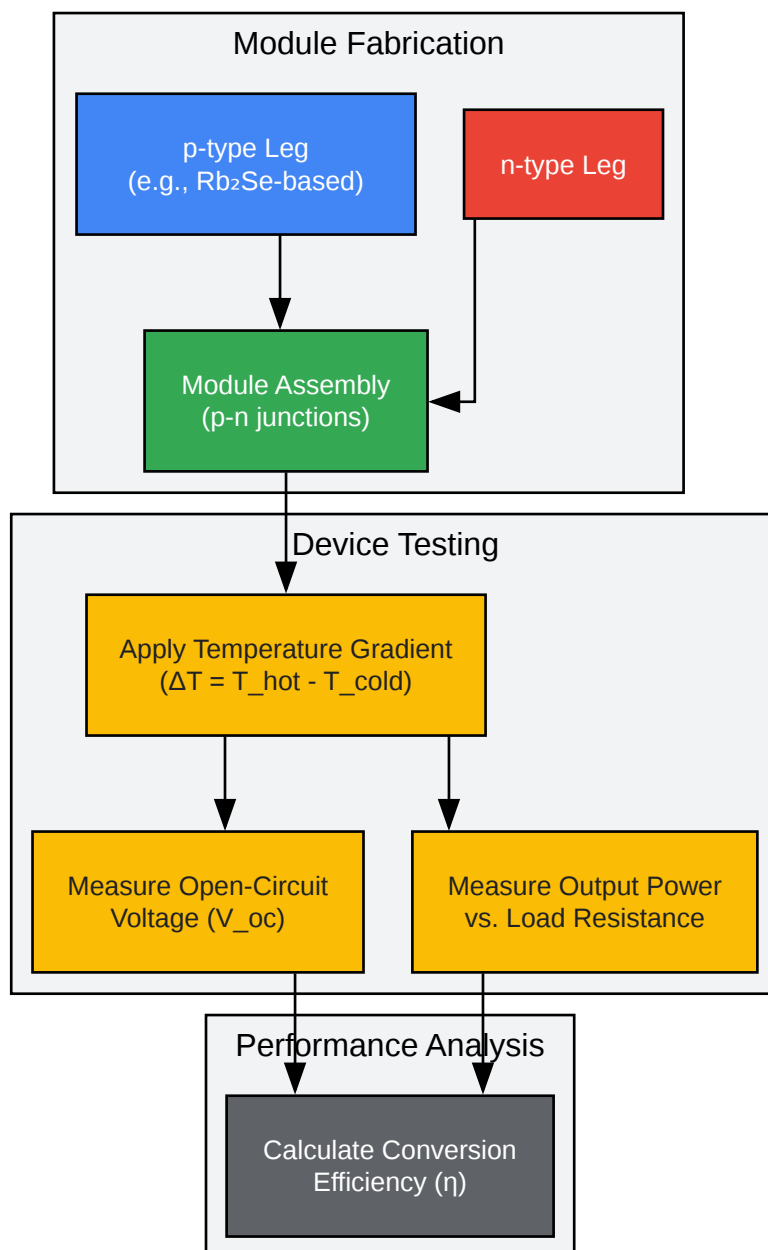 Module Fabrication
p-type Leg
(e.g., Rb₂Se-based)
n-type Leg
Module Assembly
(p-n junctions)
Device Testing
Apply Temperature Gradient
(ΔT = T_hot - T_cold)
Measure Open-Circuit
Voltage (V_oc)
Measure Output Power
vs. Load Resistance
Performance Analysis
Calculate Conversion
Efficiency (η)